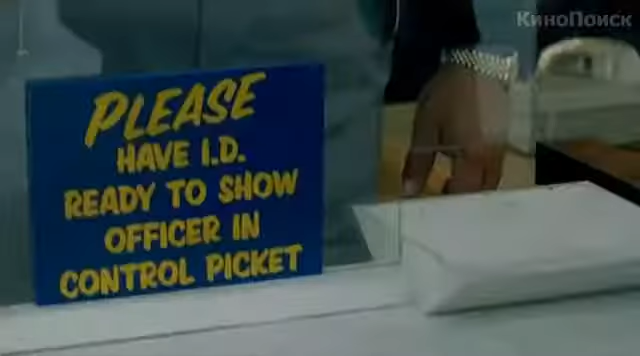 КиноПоиск
PLEASE
HAVE I.D.
READY TO SHOW
OFFICER IN
CONTROL PICKET